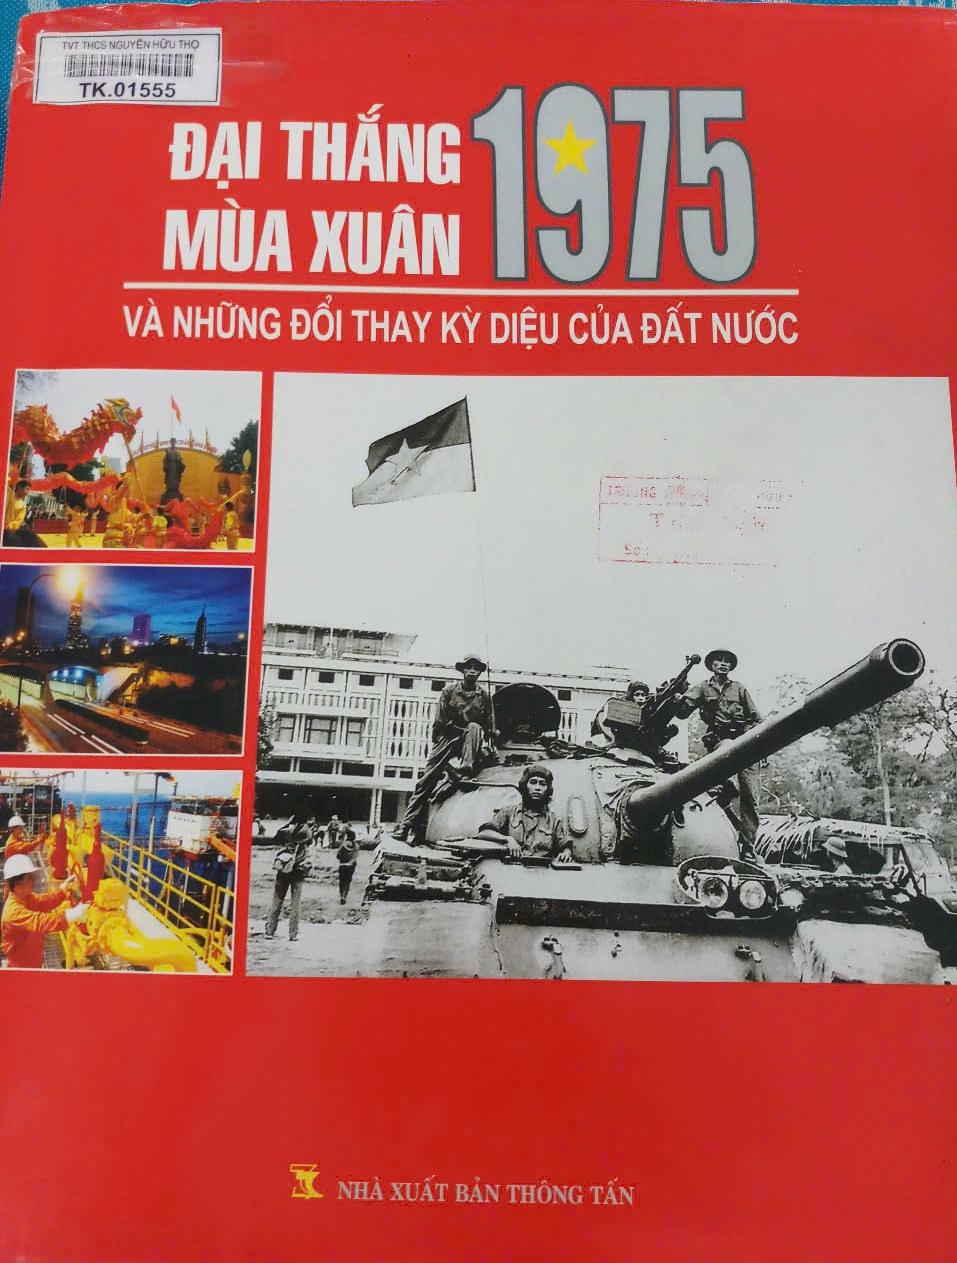 TVT THCS NGUYỄN HỮU THỌ
TK.01555
ĐẠI THẮNG
MÙA XUÂN
1975
VÀ NHỮNG ĐỔI THAY KỲ DIỆU CỦA ĐẤT NƯỚC
TRƯỜNG
NHÀ XUẤT BẢN THÔNG TẤN